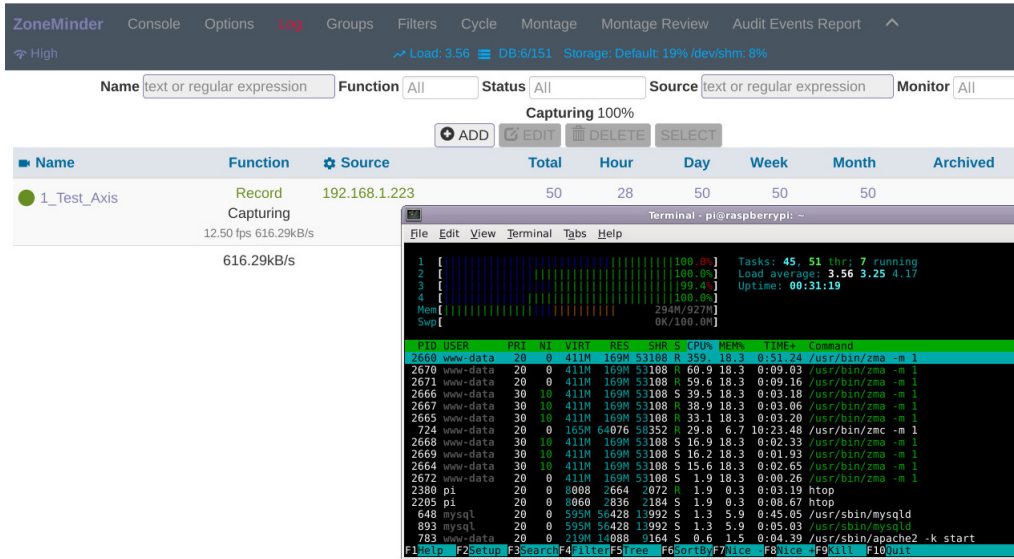 ZoneMinder Console Options Log Groups Filters Cycle Montage Montage Review Audit Events Report
High Load: 3.56 DB:6/151 Storage: Default: 19% /dev/shm: 8%
Name text or regular expression Function All Status All Source text or regular expression Monitor All
Capturing 100%
ADD EDIT DELETE SELECT
Name Function Source Total Hour Day Week Month Archived
1_Test_Axis Record 192.168.1.223 50 28 50 50 50
Capturing
12.50 fps 616.29kB/s
616.29kB/s
Terminal - pi@raspberrypi: ~
File Edit View Terminal Tabs Help
1 [100.0%] Tasks: 45, 51 thr; 7 running
2 [100.0%] Load average: 3.56 3.25 4.17
3 [99.4%] Uptime: 00:31:19
4 [100.0%]
Mem[294M/927M]
Swp[0K/100.0M]
PID USER PRI NI VIRT RES SHR S CPU% MEM% TIME+ Command
2660 www-data 20 0 411M 169M 53108 R 359. 18.3 0:51.24 /usr/bin/zma -m 1
2670 www-data 20 0 411M 169M 53108 R 60.9 18.3 0:09.03 /usr/bin/zma -m 1
2671 www-data 20 0 411M 169M 53108 R 59.6 18.3 0:09.16 /usr/bin/zma -m 1
2666 www-data 30 10 411M 169M 53108 S 39.5 18.3 0:03.18 /usr/bin/zma -m 1
2667 www-data 30 10 411M 169M 53108 R 38.9 18.3 0:03.06 /usr/bin/zma -m 1
2665 www-data 30 10 411M 169M 53108 R 33.1 18.3 0:03.20 /usr/bin/zma -m 1
724 www-data 20 0 165M 64076 58352 R 29.8 6.7 10:23.48 /usr/bin/zmc -m 1
2668 www-data 30 10 411M 169M 53108 S 16.9 18.3 0:02.33 /usr/bin/zma -m 1
2669 www-data 30 10 411M 169M 53108 S 16.2 18.3 0:01.93 /usr/bin/zma -m 1
2664 www-data 30 10 411M 169M 53108 S 15.6 18.3 0:02.65 /usr/bin/zma -m 1
2672 www-data 20 0 411M 169M 53108 S 1.9 18.3 0:00.26 /usr/bin/zma -m 1
2380 pi 20 0 8008 2664 2072 R 1.9 0.3 0:03.19 htop
2205 pi 20 0 8060 2836 2184 S 1.9 0.3 0:08.67 htop
648 mysql 20 0 595M 56428 13992 S 1.3 5.9 0:45.05 /usr/sbin/mysqld
893 mysql 20 0 595M 56428 13992 S 1.3 5.9 0:05.03 /usr/sbin/mysqld
783 www-data 20 0 219M 14088 9164 S 0.6 1.5 0:04.39 /usr/sbin/apache2 -k start
F1Help F2Setup F3SearchF4FilterF5Tree F6SortByF7Nice -F8Nice +F9Kill F10Quit